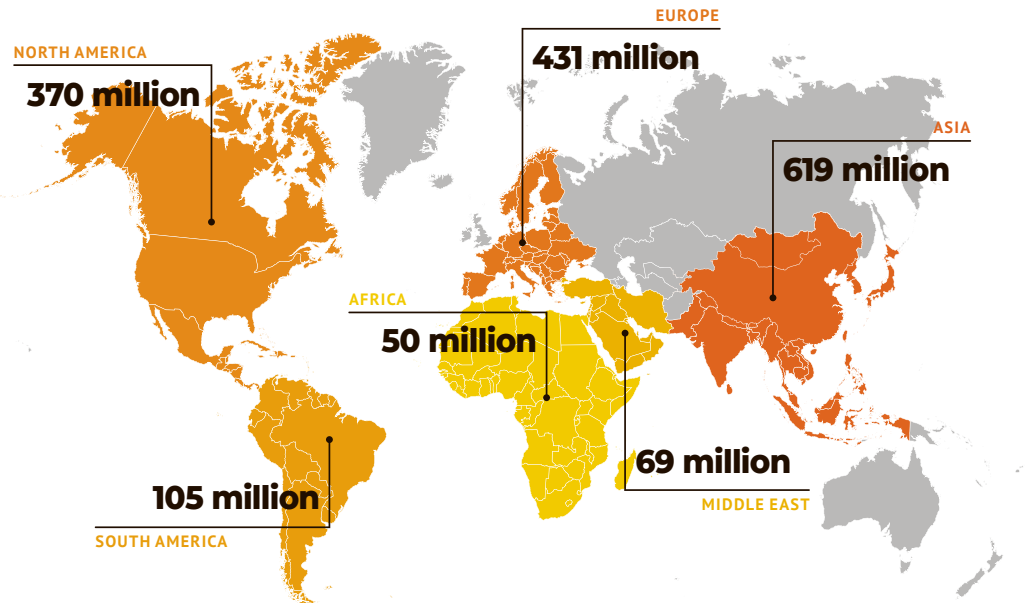 EUROPE
431 million
NORTH AMERICA
370 million
ASIA
619 million
AFRICA
50 million
69 million
MIDDLE EAST
105 million
SOUTH AMERICA